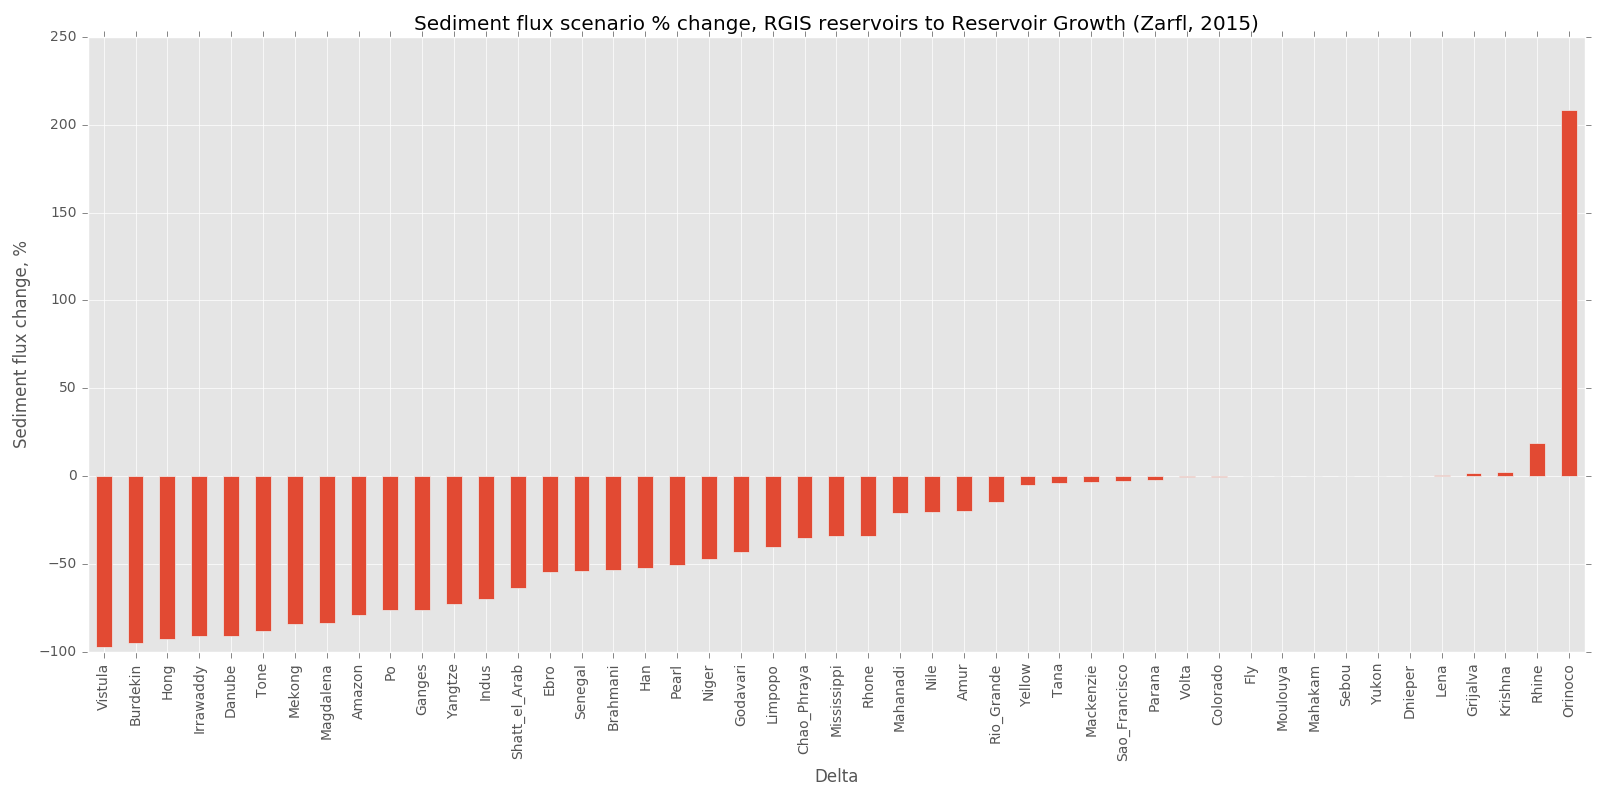 Sediment flux scenario % change, RGIS reservoirs to Reservoir Growth (Zarfl, 2015)
250
200
150
100
50
0
−50
−100
Sediment flux change, %
Vistula
Burdekin
Hong
Irrawaddy
Danube
Tone
Mekong
Magdalena
Amazon
Po
Ganges
Yangtze
Indus
Shatt_el_Arab
Ebro
Senegal
Brahmani
Han
Pearl
Niger
Godavari
Limpopo
Chao_Phraya
Mississippi
Rhone
Mahanadi
Nile
Amur
Rio_Grande
Yellow
Tana
Mackenzie
Sao_Francisco
Parana
Volta
Colorado
Fly
Moulouya
Mahakam
Sebou
Yukon
Dnieper
Lena
Grijalva
Krishna
Rhine
Orinoco
Delta